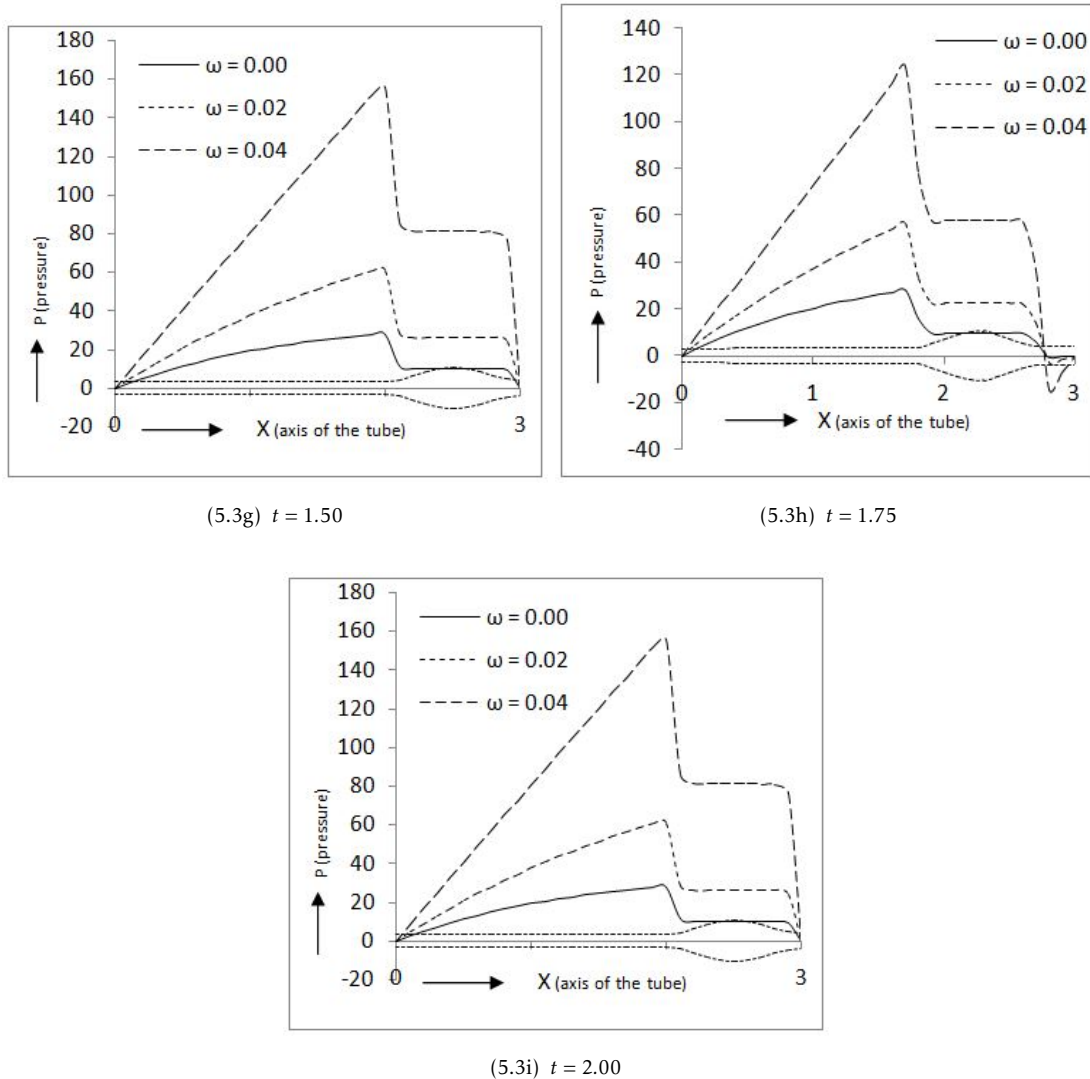 180
160
140
120
100
80
60
40
20
0
-20
ω = 0.00
ω = 0.02
ω = 0.04
P (pressure)
0 3
X (axis of the tube)
(5.3g) t = 1.50
140
120
100
80
60
40
20
0
-20
-40
ω = 0.00
ω = 0.02
ω = 0.04
P (pressure)
0 1 2 3
X (axis of the tube)
(5.3h) t = 1.75
180
160
140
120
100
80
60
40
20
0
-20
ω = 0.00
ω = 0.02
ω = 0.04
P (pressure)
0 3
X (axis of the tube)
(5.3i) t = 2.00